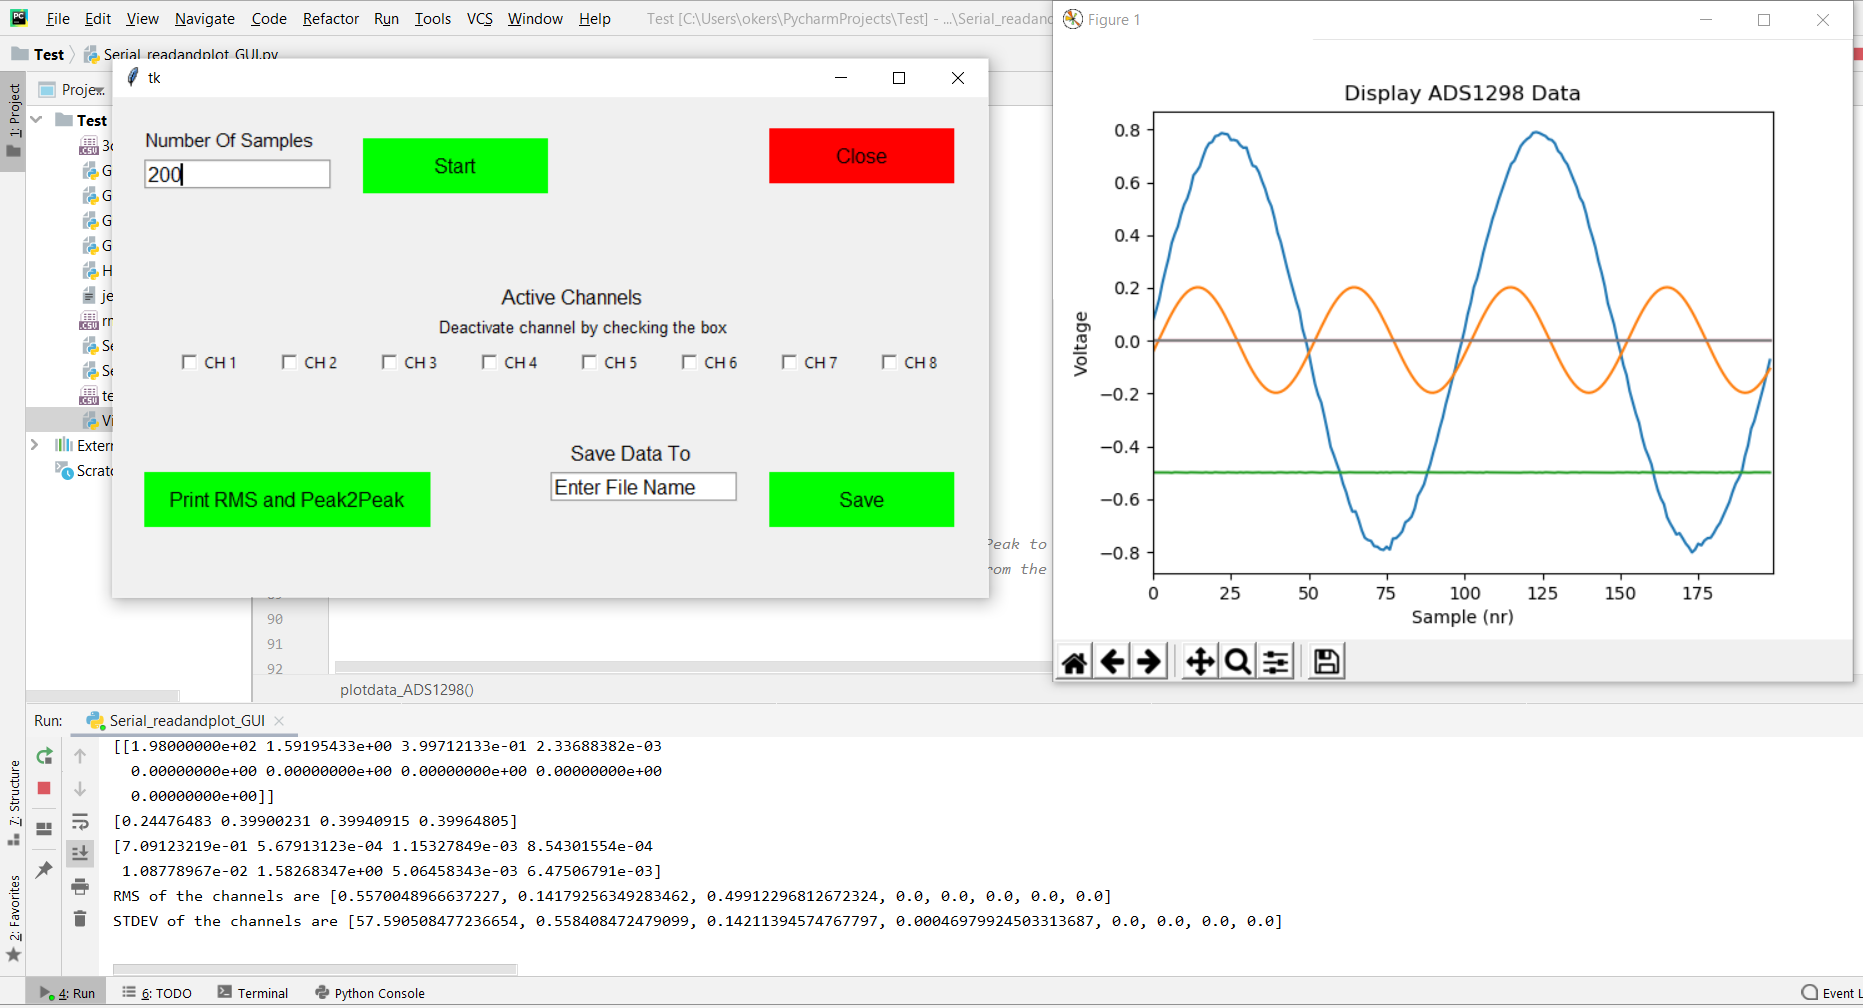 File Edit View Navigate Code Refactor Run Tools VCS Window Help Test [C:\Users\okers\PycharmProjects\Test] - ...\Serial_readand
Test Serial_readandplot_GUI.py
1: Project
Proje..
Test
tk
Number Of Samples
200
Start
Close
Active Channels
Deactivate channel by checking the box
CH 1 CH 2 CH 3 CH 4 CH 5 CH 6 CH 7 CH 8
Print RMS and Peak2Peak
Save Data To
Enter File Name
Save
Extern
Scratc
Peak to
rom the
90
91
92
plotdata_ADS1298()
Figure 1
Display ADS1298 Data
Voltage
0.8
0.6
0.4
0.2
0.0
−0.2
−0.4
−0.6
−0.8
0 25 50 75 100 125 150 175
Sample (nr)
Run: Serial_readandplot_GUI
[[1.98000000e+02 1.59195433e+00 3.99712133e-01 2.33688382e-03
0.00000000e+00 0.00000000e+00 0.00000000e+00 0.00000000e+00
0.00000000e+00]]
[0.24476483 0.39900231 0.39940915 0.39964805]
[7.09123219e-01 5.67913123e-04 1.15327849e-03 8.54301554e-04
1.08778967e-02 1.58268347e+00 5.06458343e-03 6.47506791e-03]
RMS of the channels are [0.5570048966637227, 0.14179256349283462, 0.49912296812672324, 0.0, 0.0, 0.0, 0.0, 0.0]
STDEV of the channels are [57.590508477236654, 0.558408472479099, 0.14211394574767797, 0.00046979924503313687, 0.0, 0.0, 0.0, 0.0]
7: Structure
2: Favorites
4: Run 6: TODO Terminal Python Console Event L